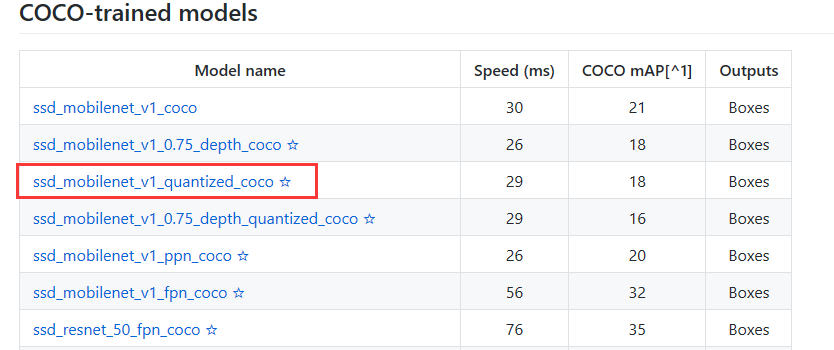 COCO-trained models
Model name Speed (ms) COCO mAP[^1] Outputs
ssd_mobilenet_v1_coco 30 21 Boxes
ssd_mobilenet_v1_0.75_depth_coco ☆ 26 18 Boxes
ssd_mobilenet_v1_quantized_coco ☆ 29 18 Boxes
ssd_mobilenet_v1_0.75_depth_quantized_coco ☆ 29 16 Boxes
ssd_mobilenet_v1_ppn_coco ☆ 26 20 Boxes
ssd_mobilenet_v1_fpn_coco ☆ 56 32 Boxes
ssd_resnet_50_fpn_coco ☆ 76 35 Boxes